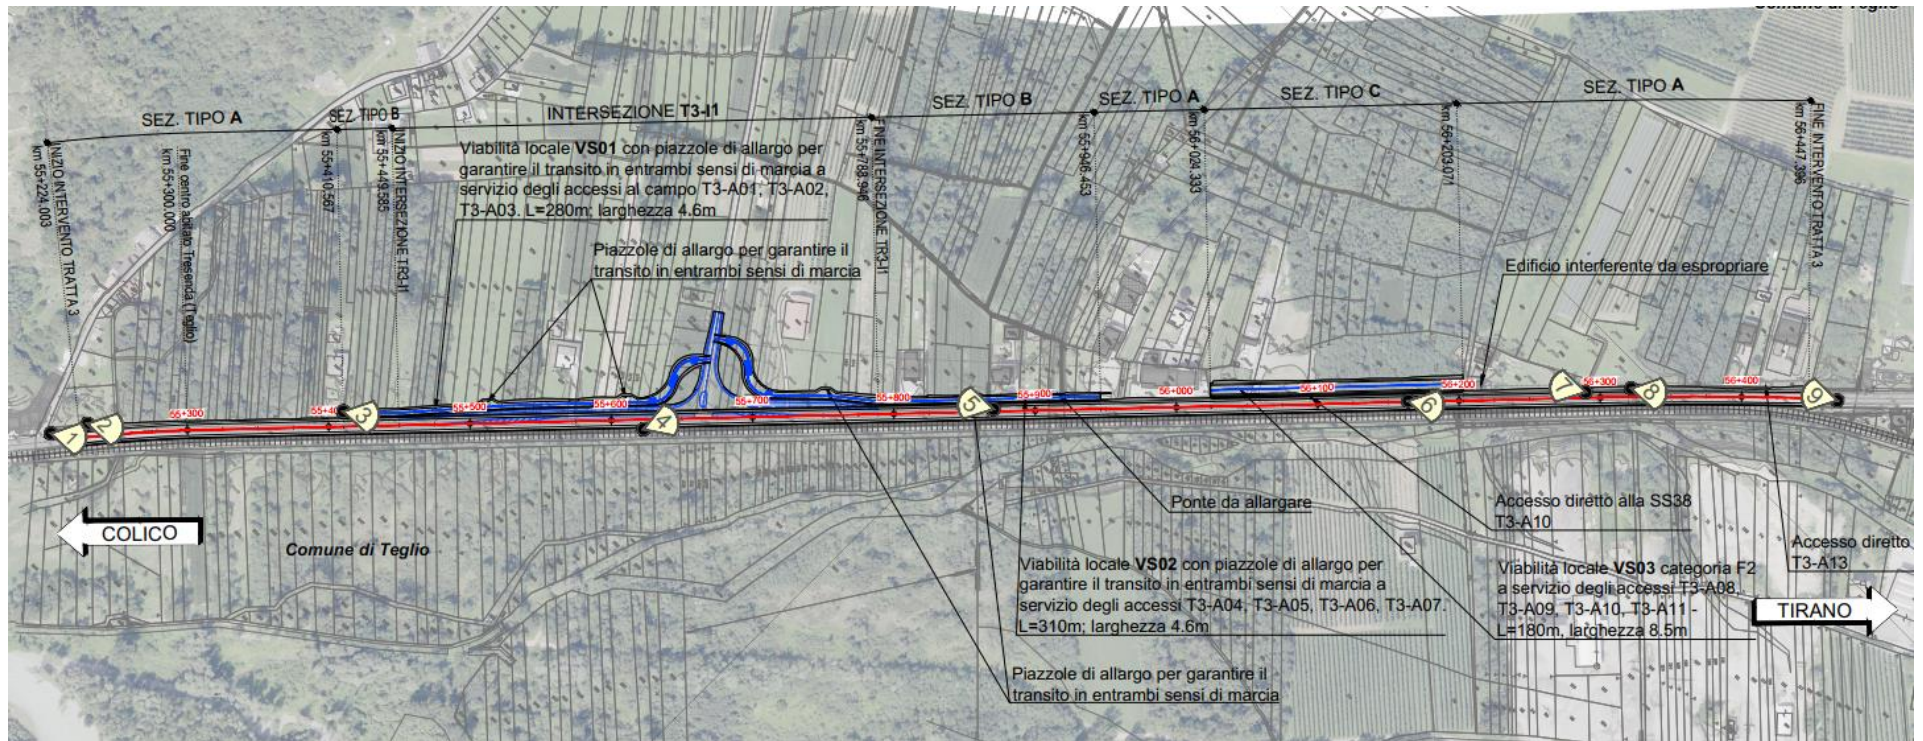 SEZ. TIPO A
SEZ. TIPO B
INTERSEZIONE T3-I1
SEZ. TIPO B
SEZ. TIPO A
SEZ. TIPO C
SEZ. TIPO A
INIZIO INTERVENTO TRATTA 3
km 55+224.003
Fine centro abitato Tresenda (Teglio)
km 55+300.000
km 55+410.567
INIZIO INTERSEZIONE TR3-I1
km 55+449.585
FINE INTERSEZIONE TR3-I1
km 55+788.946
km 55+946.453
km 56+024.333
km 56+203.071
FINE INTERVENTO TRATTA 3
km 56+447.396
Viabilità locale VS01 con piazzole di allargo per
garantire il transito in entrambi sensi di marcia a
servizio degli accessi al campo T3-A01, T3-A02,
T3-A03. L=280m; larghezza 4.6m
Piazzole di allargo per garantire il
transito in entrambi sensi di marcia
Edificio interferente da espropriare
55+300
55+500
55+600
55+700
55+800
55+900
56+000
56+100
56+200
56+300
56+400
1
2
3
4
5
6
7
8
9
COLICO
Comune di Teglio
Ponte da allargare
Accesso diretto alla SS38
T3-A10
Accesso diretto
T3-A13
Viabilità locale VS02 con piazzole di allargo per
garantire il transito in entrambi sensi di marcia a
servizio degli accessi T3-A04, T3-A05, T3-A06, T3-A07.
L=310m; larghezza 4.6m
Viabilità locale VS03 categoria F2
a servizio degli accessi T3-A08,
T3-A09, T3-A10, T3-A11 -
L=180m, larghezza 8.5m
TIRANO
Piazzole di allargo per garantire il
transito in entrambi sensi di marcia